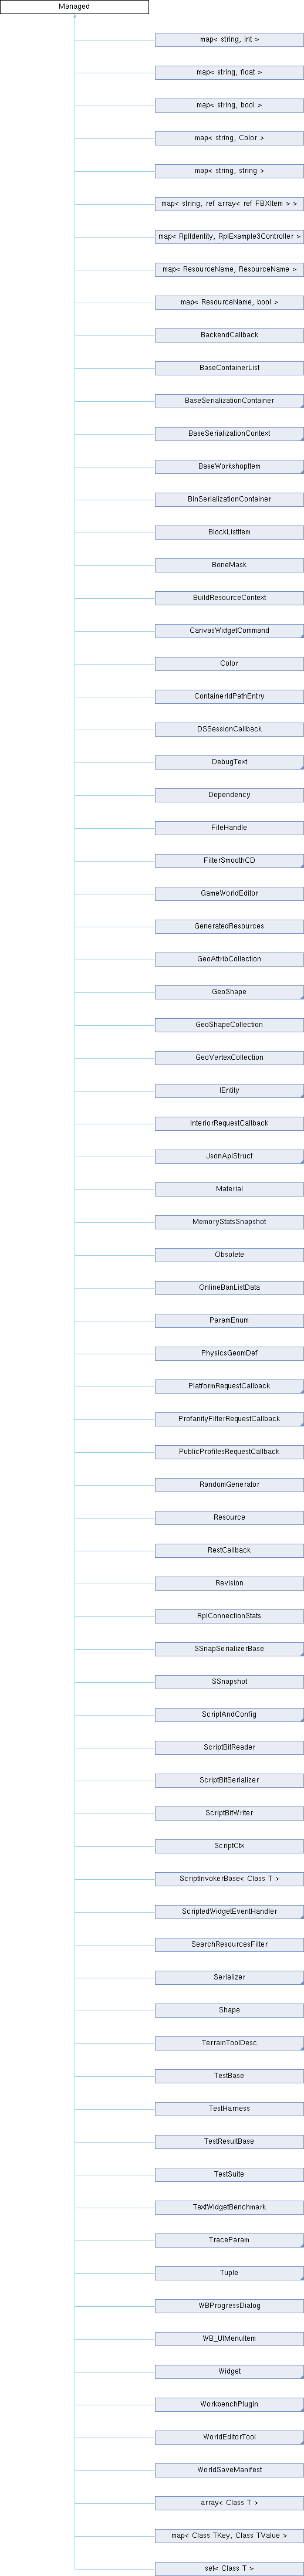 Managed
map< string, int >
map< string, float >
map< string, bool >
map< string, Color >
map< string, string >
map< string, ref array< ref FBXItem > >
map< RplIdentity, RplExample3Controller >
map< ResourceName, ResourceName >
map< ResourceName, bool >
BackendCallback
BaseContainerList
BaseSerializationContainer
BaseSerializationContext
BaseWorkshopItem
BinSerializationContainer
BlockListItem
BoneMask
BuildResourceContext
CanvasWidgetCommand
Color
ContainerIdPathEntry
DSSessionCallback
DebugText
Dependency
FileHandle
FilterSmoothCD
GameWorldEditor
GeneratedResources
GeoAttribCollection
GeoShape
GeoShapeCollection
GeoVertexCollection
IEntity
InteriorRequestCallback
JsonApiStruct
Material
MemoryStatsSnapshot
Obsolete
OnlineBanListData
ParamEnum
PhysicsGeomDef
PlatformRequestCallback
ProfanityFilterRequestCallback
PublicProfilesRequestCallback
RandomGenerator
Resource
RestCallback
Revision
RplConnectionStats
SSnapSerializerBase
SSnapshot
ScriptAndConfig
ScriptBitReader
ScriptBitSerializer
ScriptBitWriter
ScriptCtx
ScriptInvokerBase< Class T >
ScriptedWidgetEventHandler
SearchResourcesFilter
Serializer
Shape
TerrainToolDesc
TestBase
TestHarness
TestResultBase
TestSuite
TextWidgetBenchmark
TraceParam
Tuple
WBProgressDialog
WB_UIMenuItem
Widget
WorkbenchPlugin
WorldEditorTool
WorldSaveManifest
array< Class T >
map< Class TKey, Class TValue >
set< Class T >